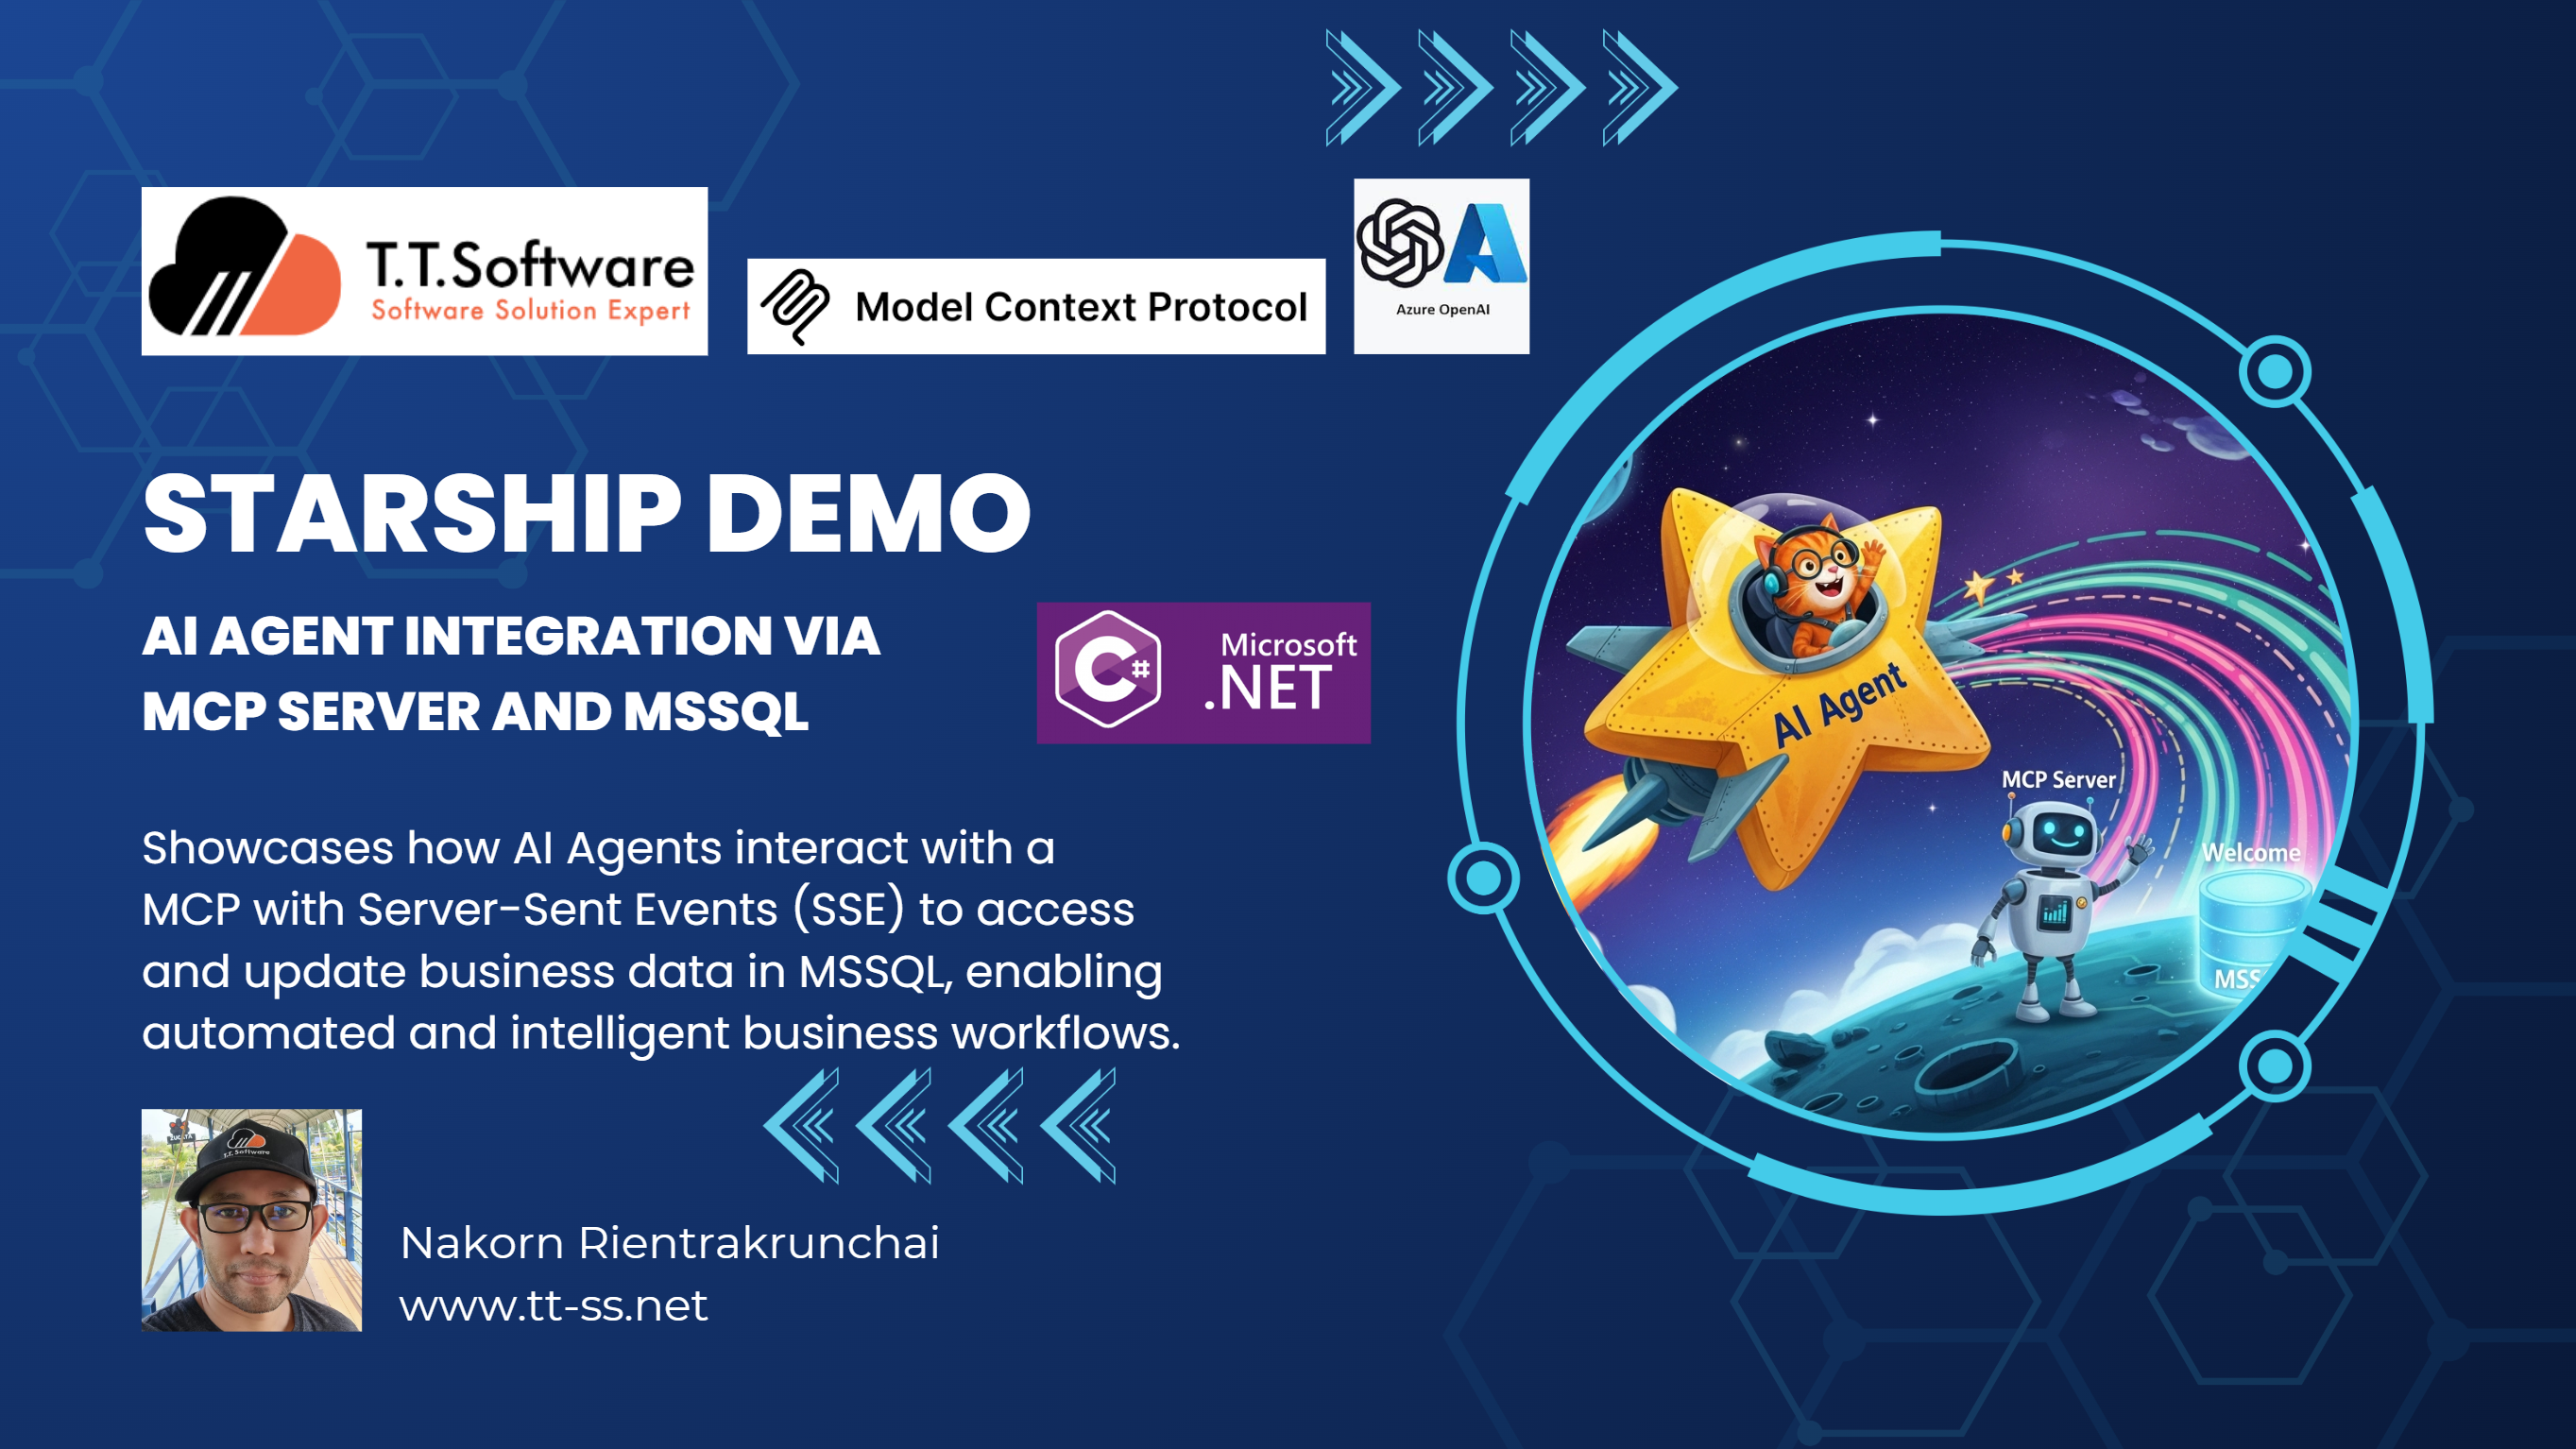 T.T.Software
Software Solution Expert
Model Context Protocol
Azure OpenAI
STARSHIP DEMO
AI AGENT INTEGRATION VIA
MCP SERVER AND MSSQL
C#
Microsoft
.NET
Showcases how AI Agents interact with a
MCP with Server-Sent Events (SSE) to access
and update business data in MSSQL, enabling
automated and intelligent business workflows.
AI Agent
MCP Server
Welcome
MSS
T.T. Software
Nakorn Rientrakrunchai
www.tt-ss.net